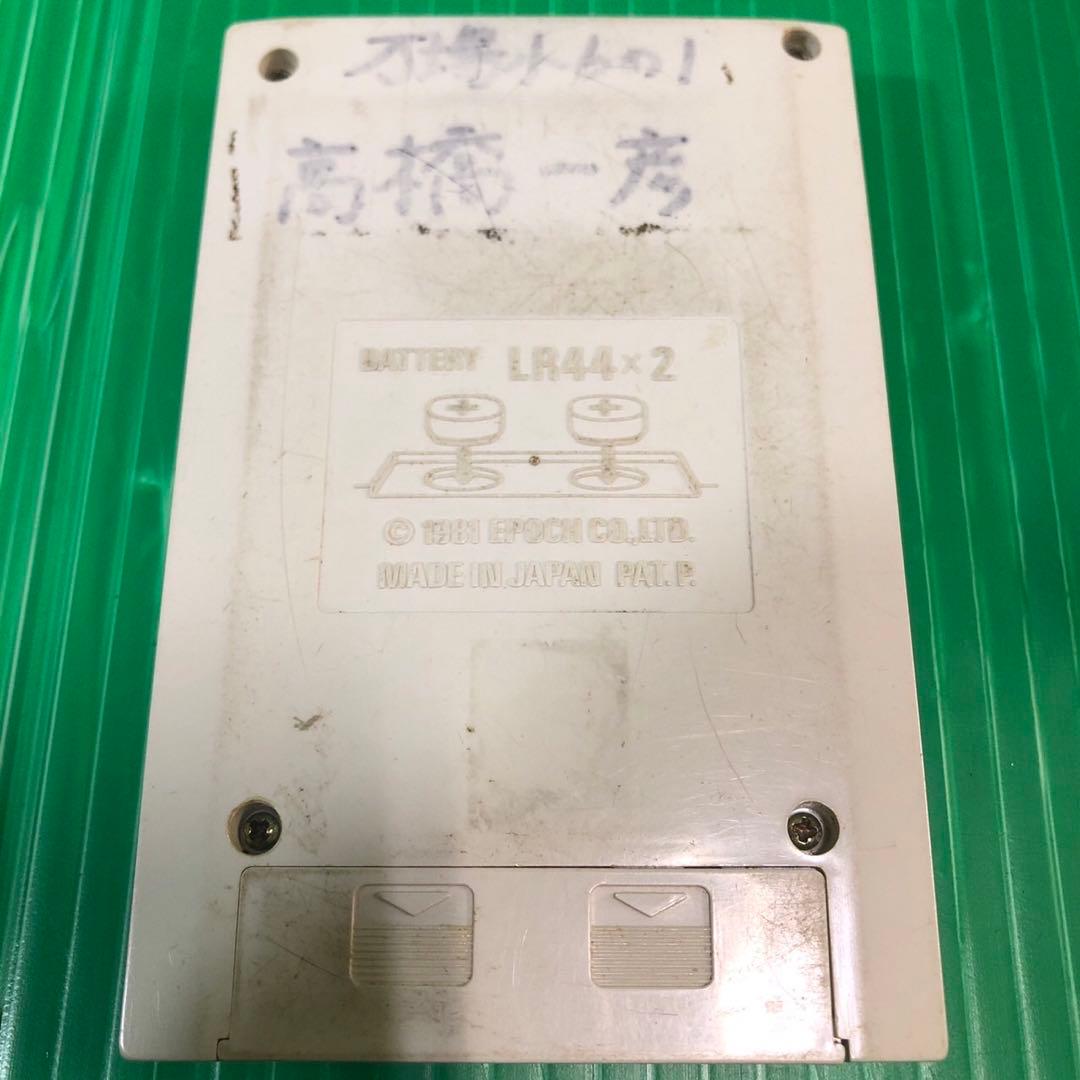 高橋一彦
BATTERY LR44×2
© 1981 EPOCH CO.,LTD.
MADE IN JAPAN PAT. P.